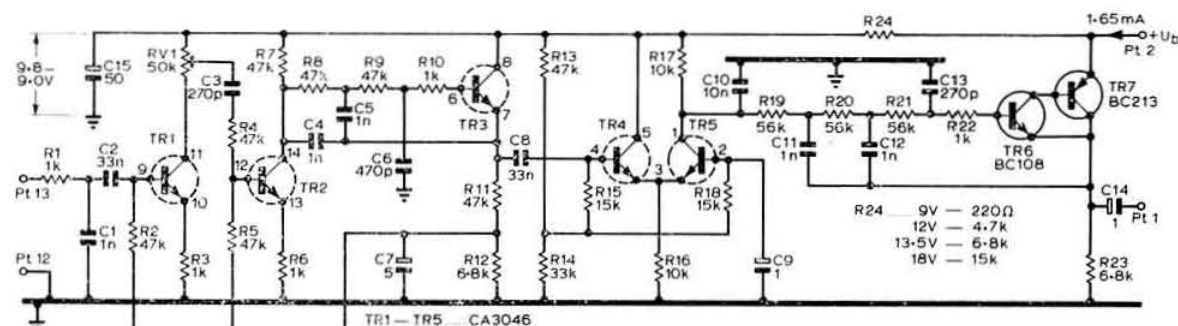 R24
1·65mA
+Ub
Pt 2
9·8–
9·0V
C15
50
RV1
50k
C3
270p
R7
47k
R8
47k
R9
47k
R10
1k
8
6
7
TR3
R13
47k
R17
10k
C10
10n
C13
270p
TR7
BC213
R19
56k
R20
56k
R21
56k
R22
1k
TR6
BC108
C11
1n
C12
1n
R1
1k
C2
33n
Pt 13
9
TR1
11
10
R4
47k
12
14
TR2
13
C4
1n
C5
1n
C6
470p
C8
33n
TR4
5
4
3
1
TR5
2
R15
15k
R18
15k
R11
47k
C1
1n
R2
47k
R3
1k
R5
47k
R6
1k
C7
5
R12
6·8k
R14
33k
R16
10k
C9
1
C14
1
Pt 1
R23
6·8k
Pt 12
R24 9V — 220Ω
12V — 4·7k
13·5V — 6·8k
18V — 15k
TR1—TR5 CA3046